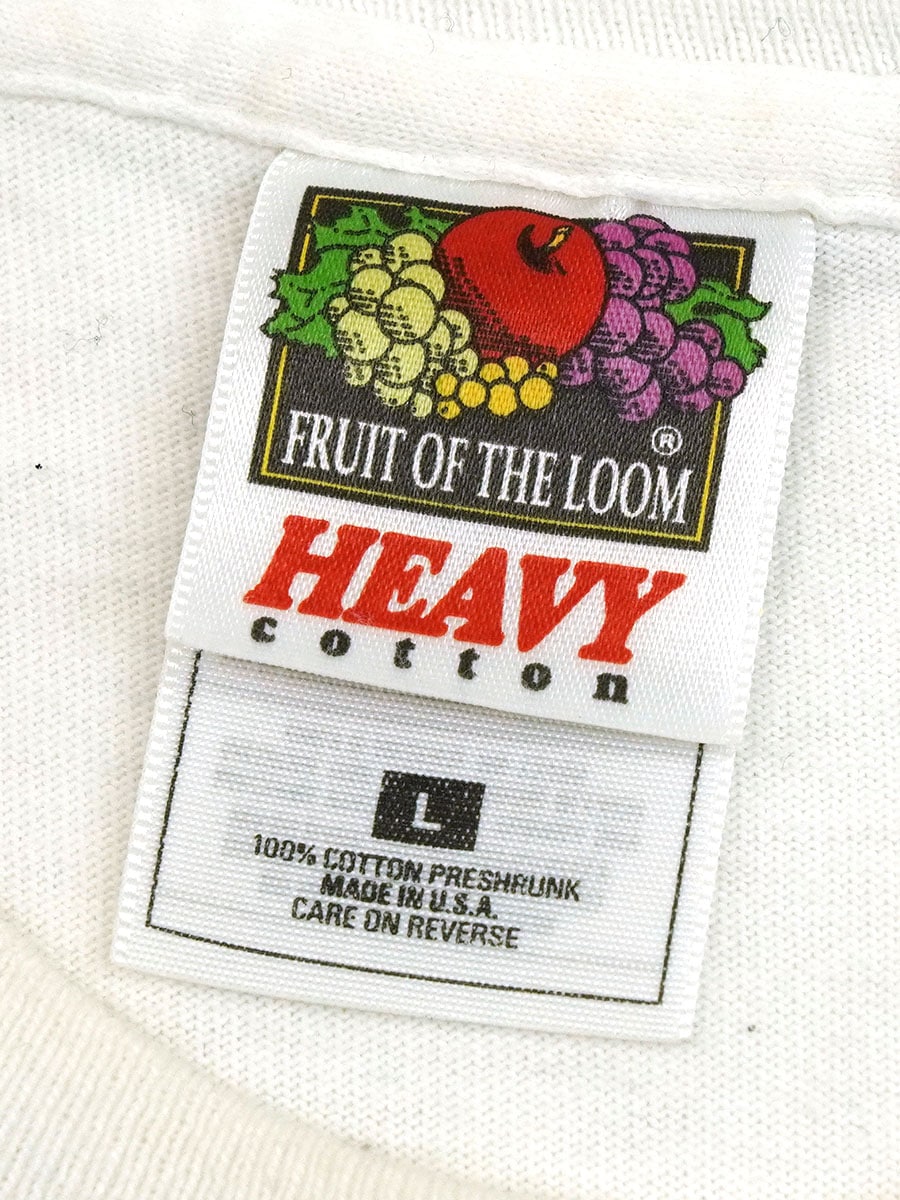 FRUIT OF THE LOOM ®
HEAVY
cotton
L
100% COTTON PRESHRUNK
MADE IN U.S.A.
CARE ON REVERSE